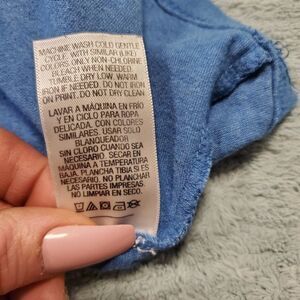 MACHINE WASH COLD GENTLE
CYCLE WITH SIMILAR (LIKE)
COLORS ONLY NON-CHLORINE
BLEACH WHEN NEEDED.
TUMBLE DRY LOW, WARM
IRON IF NEEDED. DO NOT IRON
ON PRINT. DO NOT DRY CLEAN
LAVAR A MÁQUINA EN FRÍO
Y EN CICLO PARA ROPA
DELICADA, CON COLORES
SIMILARES. USAR SOLO
BLANQUEADOR
SIN CLORO CUANDO SEA
NECESARIO. SECAR EN
MÁQUINA A TEMPERATURA
BAJA. PLANCHA TIBIA SI ES
NECESARIO. NO PLANCHAR
LAS PARTES IMPRESAS.
NO LIMPIAR EN SECO.